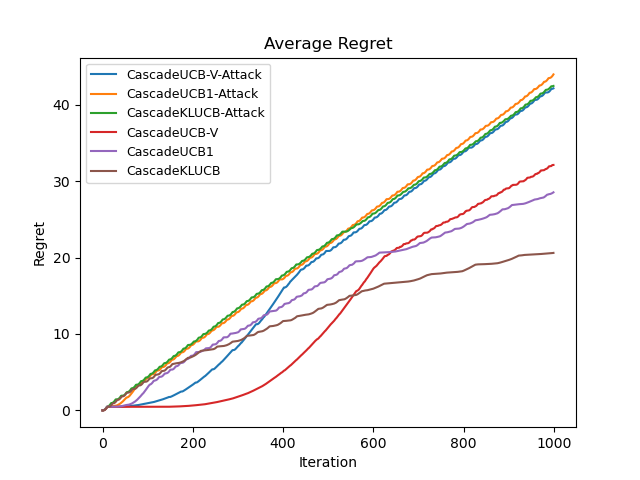 Average Regret
CascadeUCB-V-Attack
CascadeUCB1-Attack
CascadeKLUCB-Attack
CascadeUCB-V
CascadeUCB1
CascadeKLUCB
40
30
20
10
0
Regret
0 200 400 600 800 1000
Iteration